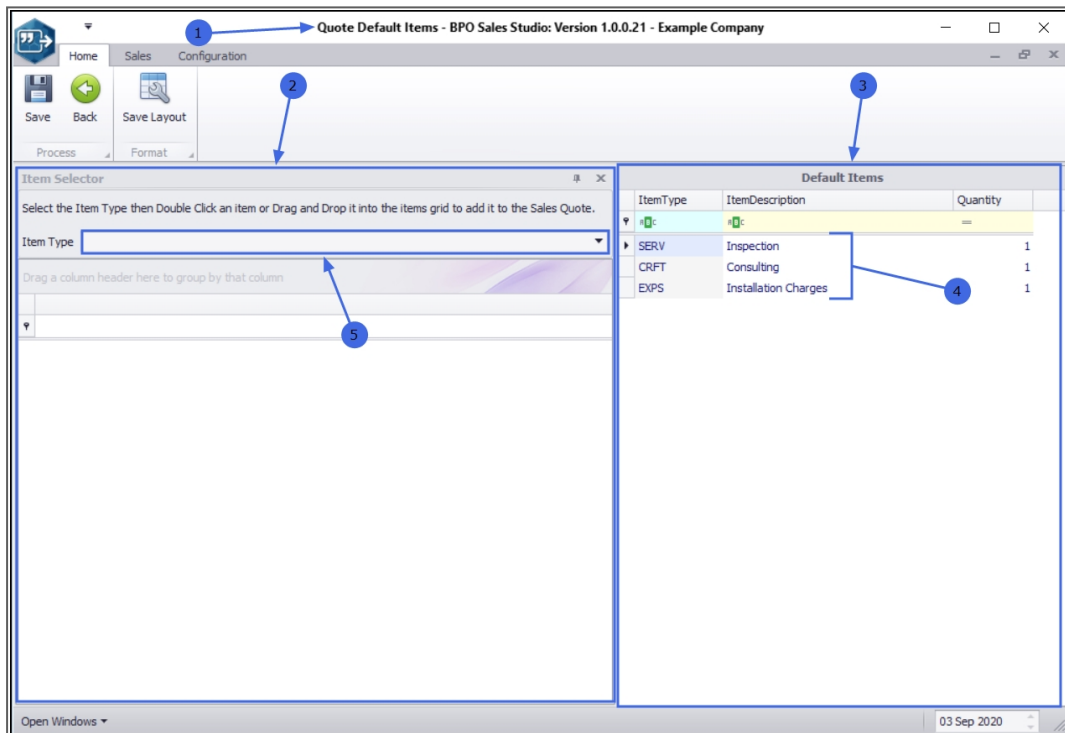 1
Quote Default Items - BPO Sales Studio: Version 1.0.0.21 - Example Company
Home Sales Configuration
2
3
Save Back Save Layout
Process Format
Item Selector
Select the Item Type then Double Click an item or Drag and Drop it into the items grid to add it to the Sales Quote.
Item Type
Drag a column header here to group by that column
5
Default Items
ItemType ItemDescription Quantity
=
SERV Inspection 1
CRFT Consulting 1
EXPS Installation Charges 1
4
Open Windows
03 Sep 2020